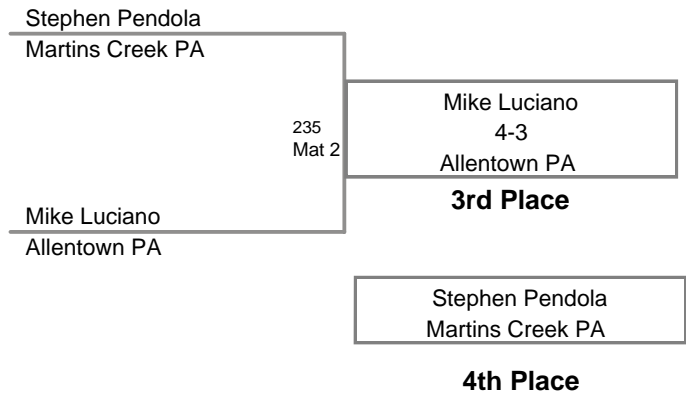 Stephen Pendola
Martins Creek PA
235
Mat 2
Mike Luciano
4-3
Allentown PA
3rd Place
Mike Luciano
Allentown PA
Stephen Pendola
Martins Creek PA
4th Place